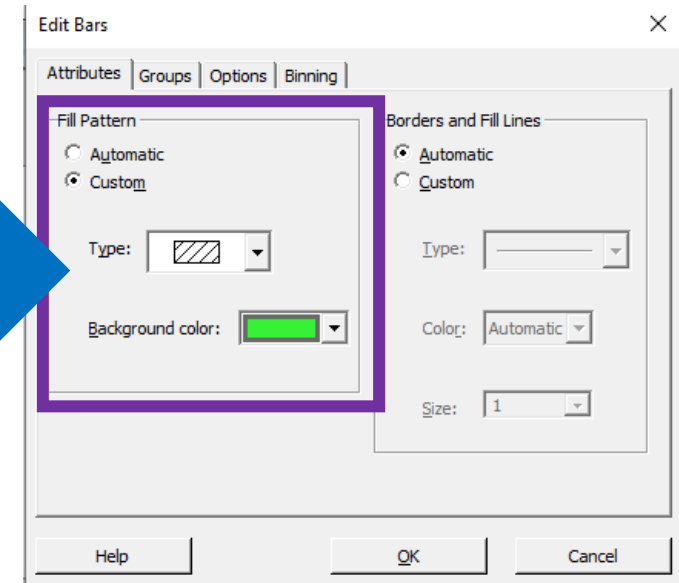 Edit Bars
Attributes Groups Options Binning
Fill Pattern
Automatic
Custom
Type:
Background color:
Borders and Fill Lines
Automatic
Custom
Type:
Color: Automatic
Size: 1
Help OK Cancel